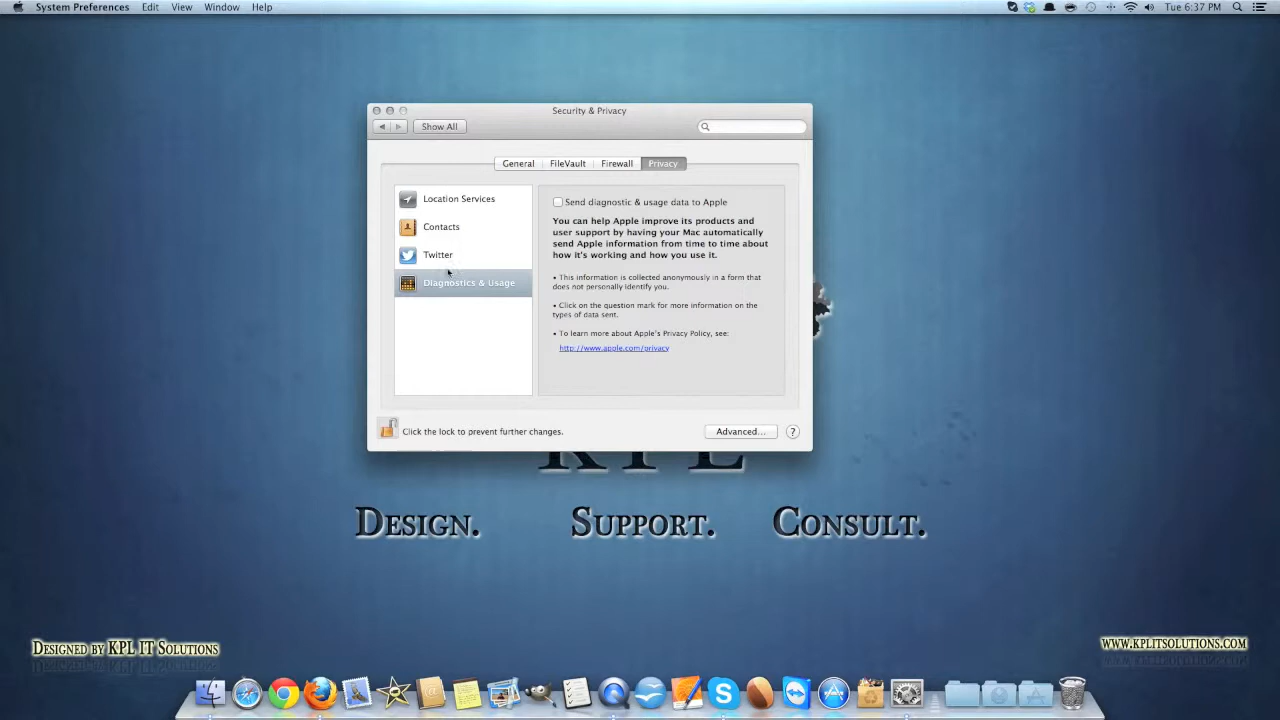 System Preferences Edit View Window Help Tue 6:37 PM
Security & Privacy
Show All
General FileVault Firewall Privacy
Location Services
Contacts
Twitter
Diagnostics & Usage
Send diagnostic & usage data to Apple
You can help Apple improve its products and
user support by having your Mac automatically
send Apple information from time to time about
how it's working and how you use it.
• This information is collected anonymously in a form that
does not personally identify you.
• Click on the question mark for more information on the
types of data sent.
• To learn more about Apple's Privacy Policy, see:
http://www.apple.com/privacy
Click the lock to prevent further changes.
Advanced... ?
KPL
Design. Support. Consult.
Designed by KPL IT Solutions
www.kplitsolutions.com